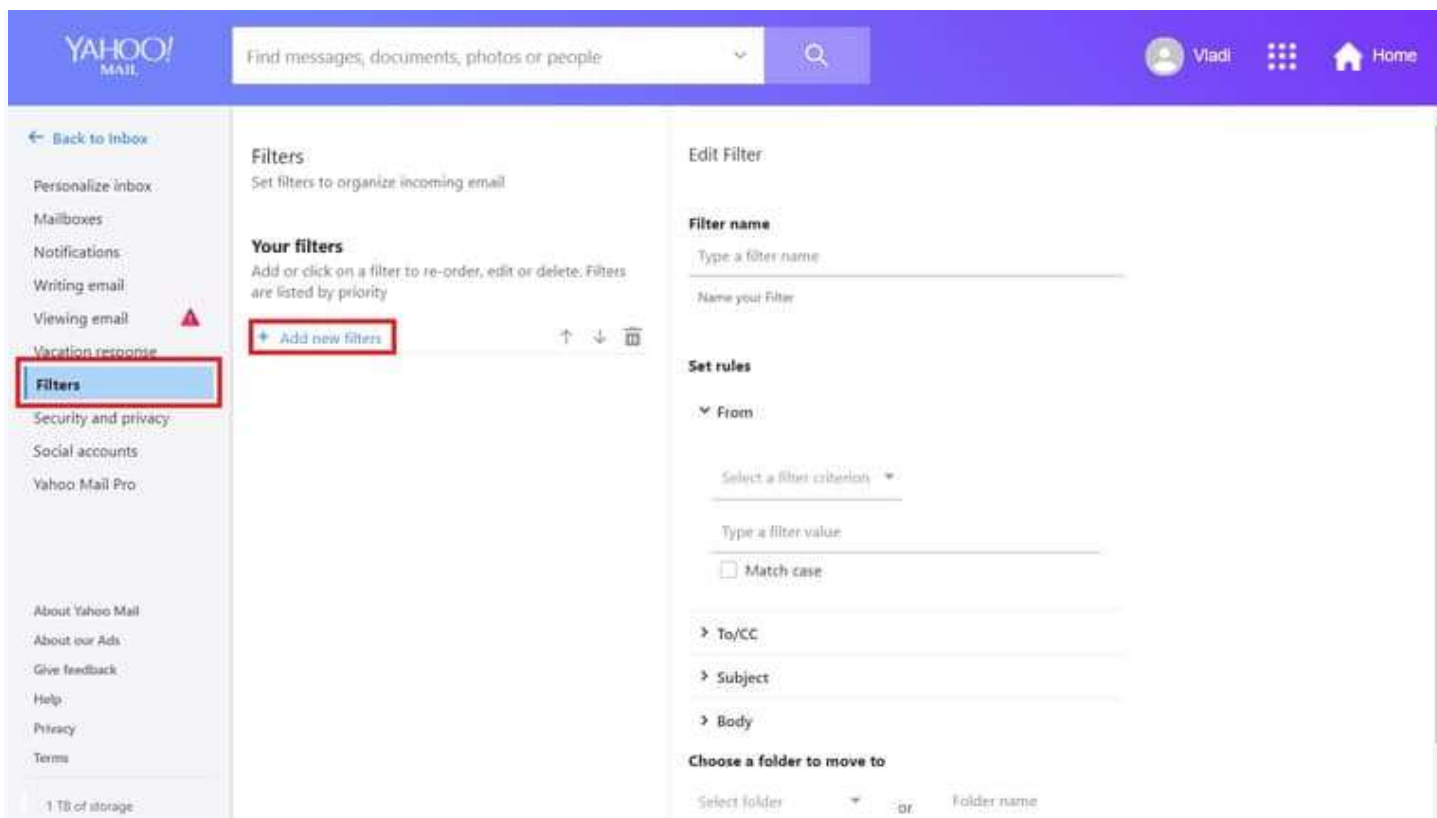 YAHOO!
MAIL
Find messages, documents, photos or people
Vladi
Home
← Back to Inbox
Personalize inbox
Mailboxes
Notifications
Writing email
Viewing email
Vacation response
Filters
Security and privacy
Social accounts
Yahoo Mail Pro
About Yahoo Mail
About our Ads
Give feedback
Help
Privacy
Terms
1 TB of storage
Filters
Set filters to organize incoming email
Your filters
Add or click on a filter to re-order, edit or delete. Filters
are listed by priority
+ Add new filters
Edit Filter
Filter name
Type a filter name
Name your Filter
Set rules
From
Select a filter criterion
Type a filter value
Match case
To/CC
Subject
Body
Choose a folder to move to
Select folder or Folder name